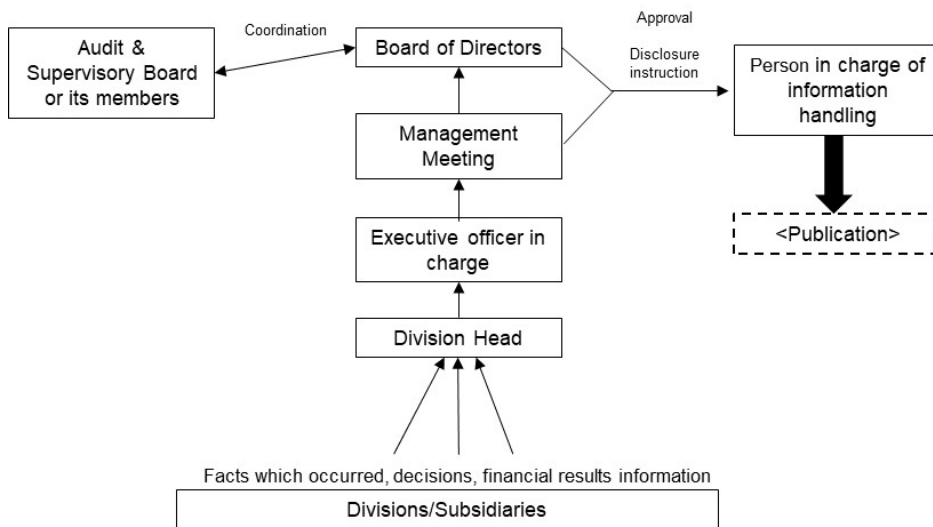 Audit &
Supervisory Board
or its members
Coordination
Board of Directors
Approval
Disclosure
instruction
Person in charge of
information
handling
Management
Meeting
<Publication>
Executive officer in
charge
Division Head
Facts which occurred, decisions, financial results information
Divisions/Subsidiaries